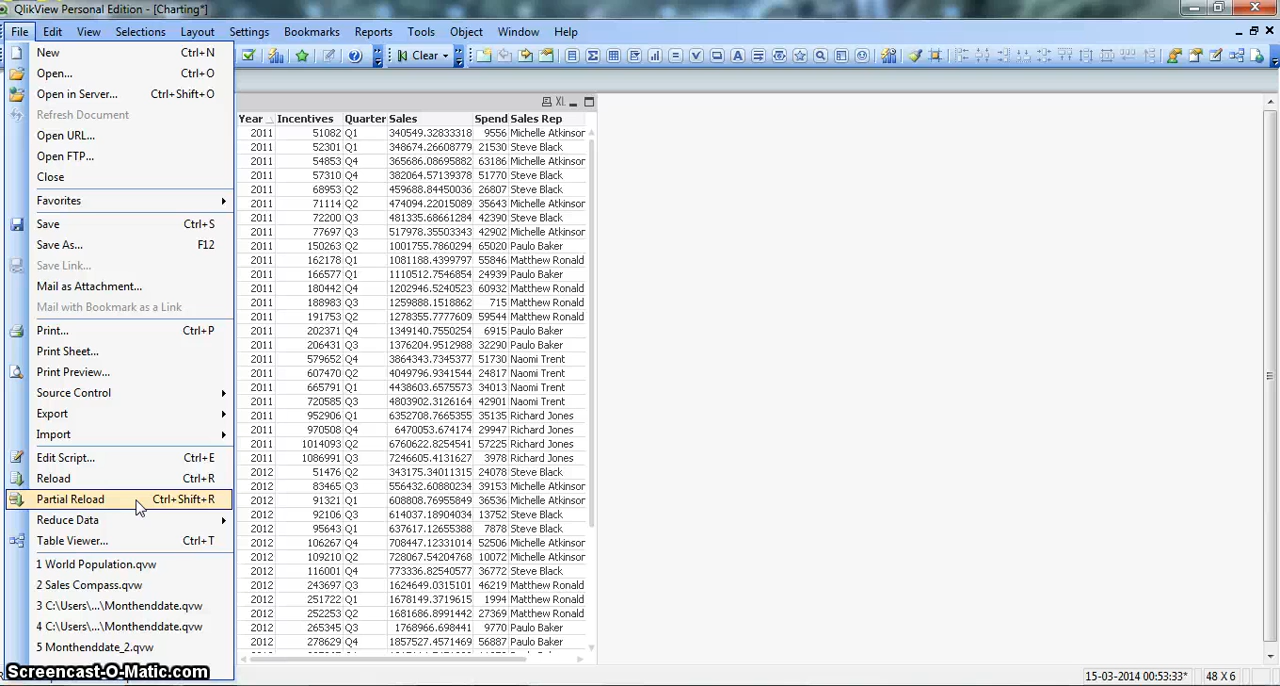 QlikView Personal Edition - [Charting*]
File Edit View Selections Layout Settings Bookmarks Reports Tools Object Window Help
Clear
New Ctrl+N
Open... Ctrl+O
Open in Server... Ctrl+Shift+O
Refresh Document
Open URL...
Open FTP...
Close
Favorites
Save Ctrl+S
Save As... F12
Save Link...
Mail as Attachment...
Mail with Bookmark as a Link
Print... Ctrl+P
Print Sheet...
Print Preview...
Source Control
Export
Import
Edit Script... Ctrl+E
Reload Ctrl+R
Partial Reload Ctrl+Shift+R
Reduce Data
Table Viewer... Ctrl+T
1 World Population.qvw
2 Sales Compass.qvw
3 C:\Users\...\Monthenddate.qvw
4 C:\Users\...\Monthenddate.qvw
5 Monthenddate_2.qvw
XL
Year Incentives Quarter Sales Spend Sales Rep
2011 51082 Q1 340549.32833318 9556 Michelle Atkinsor
2011 52301 Q1 348674.26608779 21530 Steve Black
2011 54853 Q4 365686.08695882 63186 Michelle Atkinsor
2011 57310 Q4 382064.57139378 51770 Steve Black
2011 68953 Q2 459688.84450036 26807 Steve Black
2011 71114 Q2 474094.22015089 35643 Michelle Atkinsor
2011 72200 Q3 481335.68661284 42390 Steve Black
2011 77697 Q3 517978.35503343 42902 Michelle Atkinsor
2011 150263 Q2 1001755.7860294 65020 Paulo Baker
2011 162178 Q1 1081188.4399797 55846 Matthew Ronald
2011 166577 Q1 1110512.7546854 24939 Paulo Baker
2011 180442 Q4 1202946.5240523 60932 Matthew Ronald
2011 188983 Q3 1259888.1518862 715 Matthew Ronald
2011 191753 Q2 1278355.7777609 59544 Matthew Ronald
2011 202371 Q4 1349140.7550254 6915 Paulo Baker
2011 206431 Q3 1376204.9512988 32290 Paulo Baker
2011 579652 Q4 3864343.7345377 51730 Naomi Trent
2011 607470 Q2 4049796.9341544 24817 Naomi Trent
2011 665791 Q1 4438603.6575573 34013 Naomi Trent
2011 720585 Q3 4803902.3126164 42901 Naomi Trent
2011 952906 Q1 6352708.7665355 35135 Richard Jones
2011 970508 Q4 6470053.674174 29947 Richard Jones
2011 1014093 Q2 6760622.8254541 57225 Richard Jones
2011 1086991 Q3 7246605.4131627 3978 Richard Jones
2012 51476 Q2 343175.34011315 24078 Steve Black
2012 83465 Q3 556432.60880234 39153 Michelle Atkinsor
2012 91321 Q1 608808.76955849 36536 Michelle Atkinsor
2012 92106 Q3 614037.18904034 13752 Steve Black
2012 95643 Q1 637617.12655388 7878 Steve Black
2012 106267 Q4 708447.12331014 52506 Michelle Atkinsor
2012 109210 Q2 728067.54204768 10072 Michelle Atkinsor
2012 116001 Q4 773336.82540577 36772 Steve Black
2012 243697 Q3 1624649.0315101 46219 Matthew Ronald
2012 251722 Q1 1678149.3719615 1994 Matthew Ronald
2012 252253 Q2 1681686.8991442 27369 Matthew Ronald
2012 265345 Q3 1768966.698441 9770 Paulo Baker
2012 278629 Q4 1857527.4571469 56887 Paulo Baker
Screencast-O-Matic.com
15-03-2014 00:53:33* 48 X 6